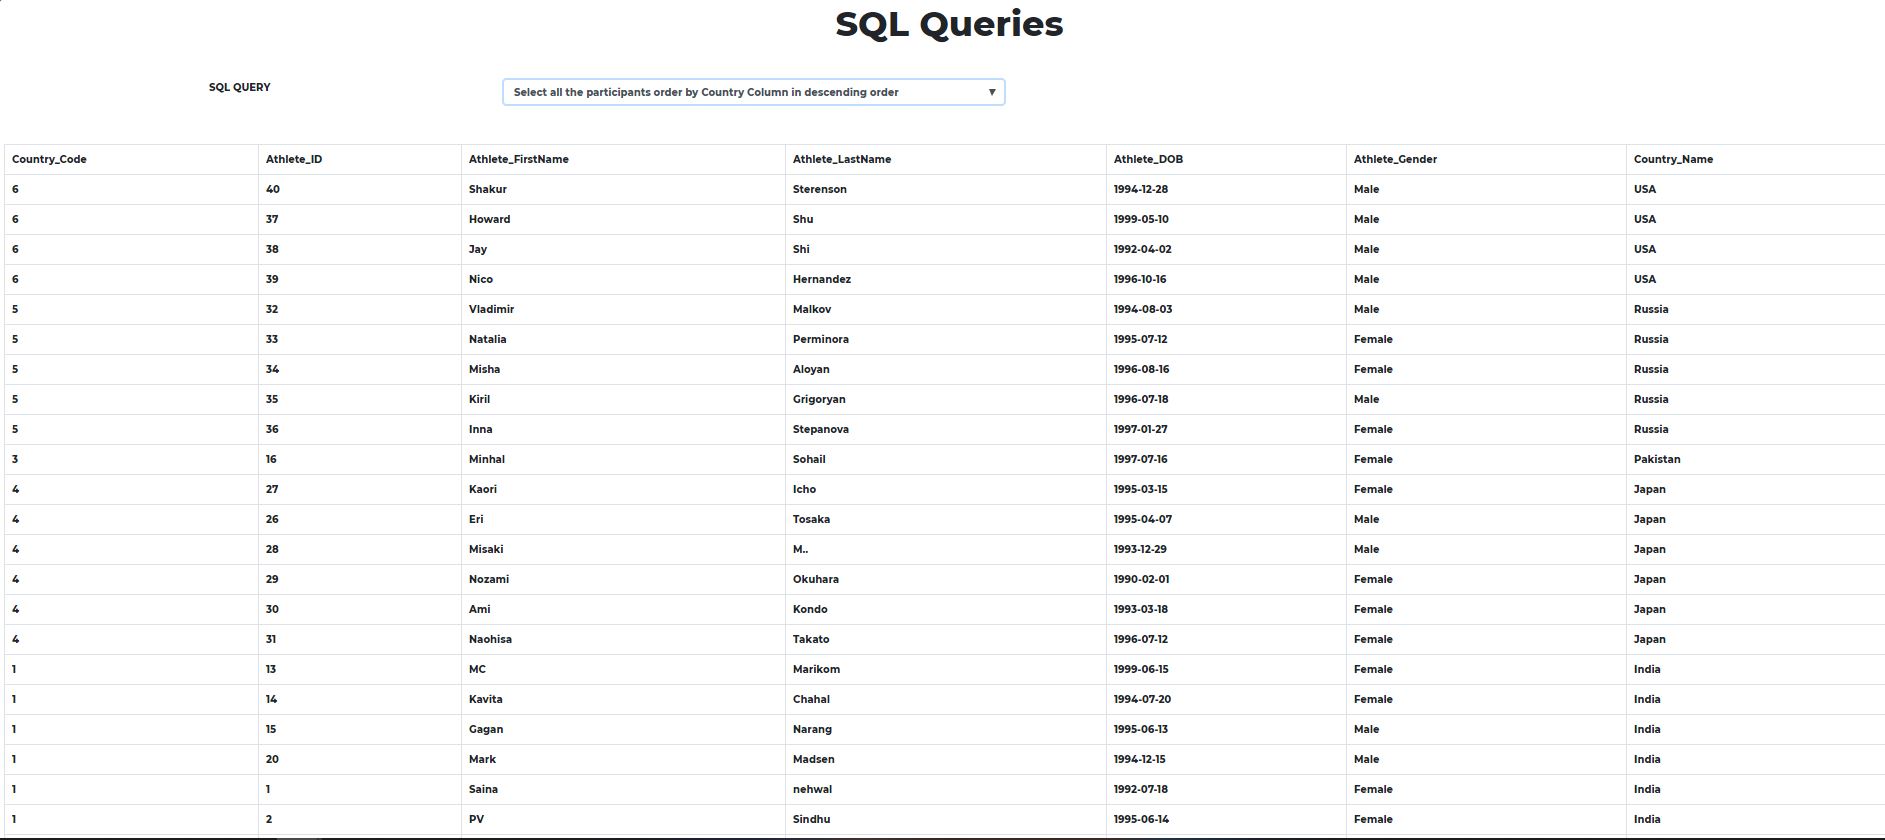 SQL Queries
SQL QUERY Select all the participants order by Country Column in descending order
Country_Code Athlete_ID Athlete_FirstName Athlete_LastName Athlete_DOB Athlete_Gender Country_Name
6 40 Shakur Sterenson 1994-12-28 Male USA
6 37 Howard Shu 1999-05-10 Male USA
6 38 Jay Shi 1992-04-02 Male USA
6 39 Nico Hernandez 1996-10-16 Male USA
5 32 Vladimir Malkov 1994-08-03 Male Russia
5 33 Natalia Perminora 1995-07-12 Female Russia
5 34 Misha Aloyan 1996-08-16 Female Russia
5 35 Kiril Grigoryan 1996-07-18 Male Russia
5 36 Inna Stepanova 1997-01-27 Female Russia
3 16 Minhal Sohail 1997-07-16 Female Pakistan
4 27 Kaori Icho 1995-03-15 Female Japan
4 26 Eri Tosaka 1995-04-07 Male Japan
4 28 Misaki M.. 1993-12-29 Male Japan
4 29 Nozami Okuhara 1990-02-01 Female Japan
4 30 Ami Kondo 1993-03-18 Female Japan
4 31 Naohisa Takato 1996-07-12 Female Japan
1 13 MC Marikom 1999-06-15 Female India
1 14 Kavita Chahal 1994-07-20 Female India
1 15 Gagan Narang 1995-06-13 Male India
1 20 Mark Madsen 1994-12-15 Male India
1 1 Saina nehwal 1992-07-18 Female India
1 2 PV Sindhu 1995-06-14 Female India